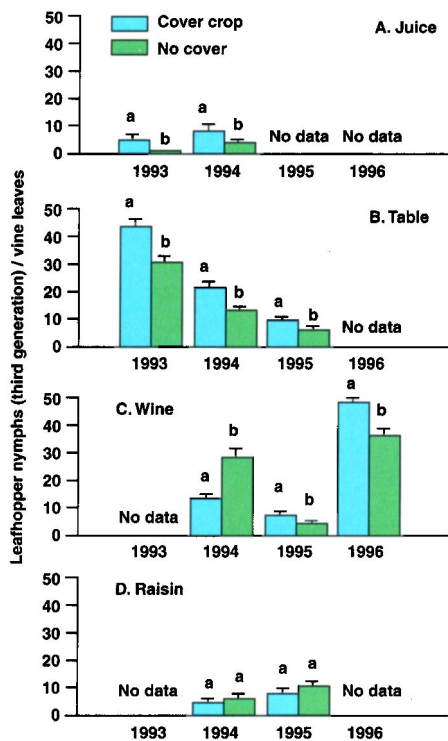 Leafhopper nymphs (third generation) / vine leaves
Cover crop
No cover
A. Juice
50
40
30
20
10
0
a b a b
No data No data
1993 1994 1995 1996
B. Table
50
40
30
20
10
0
a b a b a b
No data
1993 1994 1995 1996
C. Wine
50
40
30
20
10
0
No data
a b a b a b
1993 1994 1995 1996
D. Raisin
50
40
30
20
10
0
No data a a a a No data
1993 1994 1995 1996